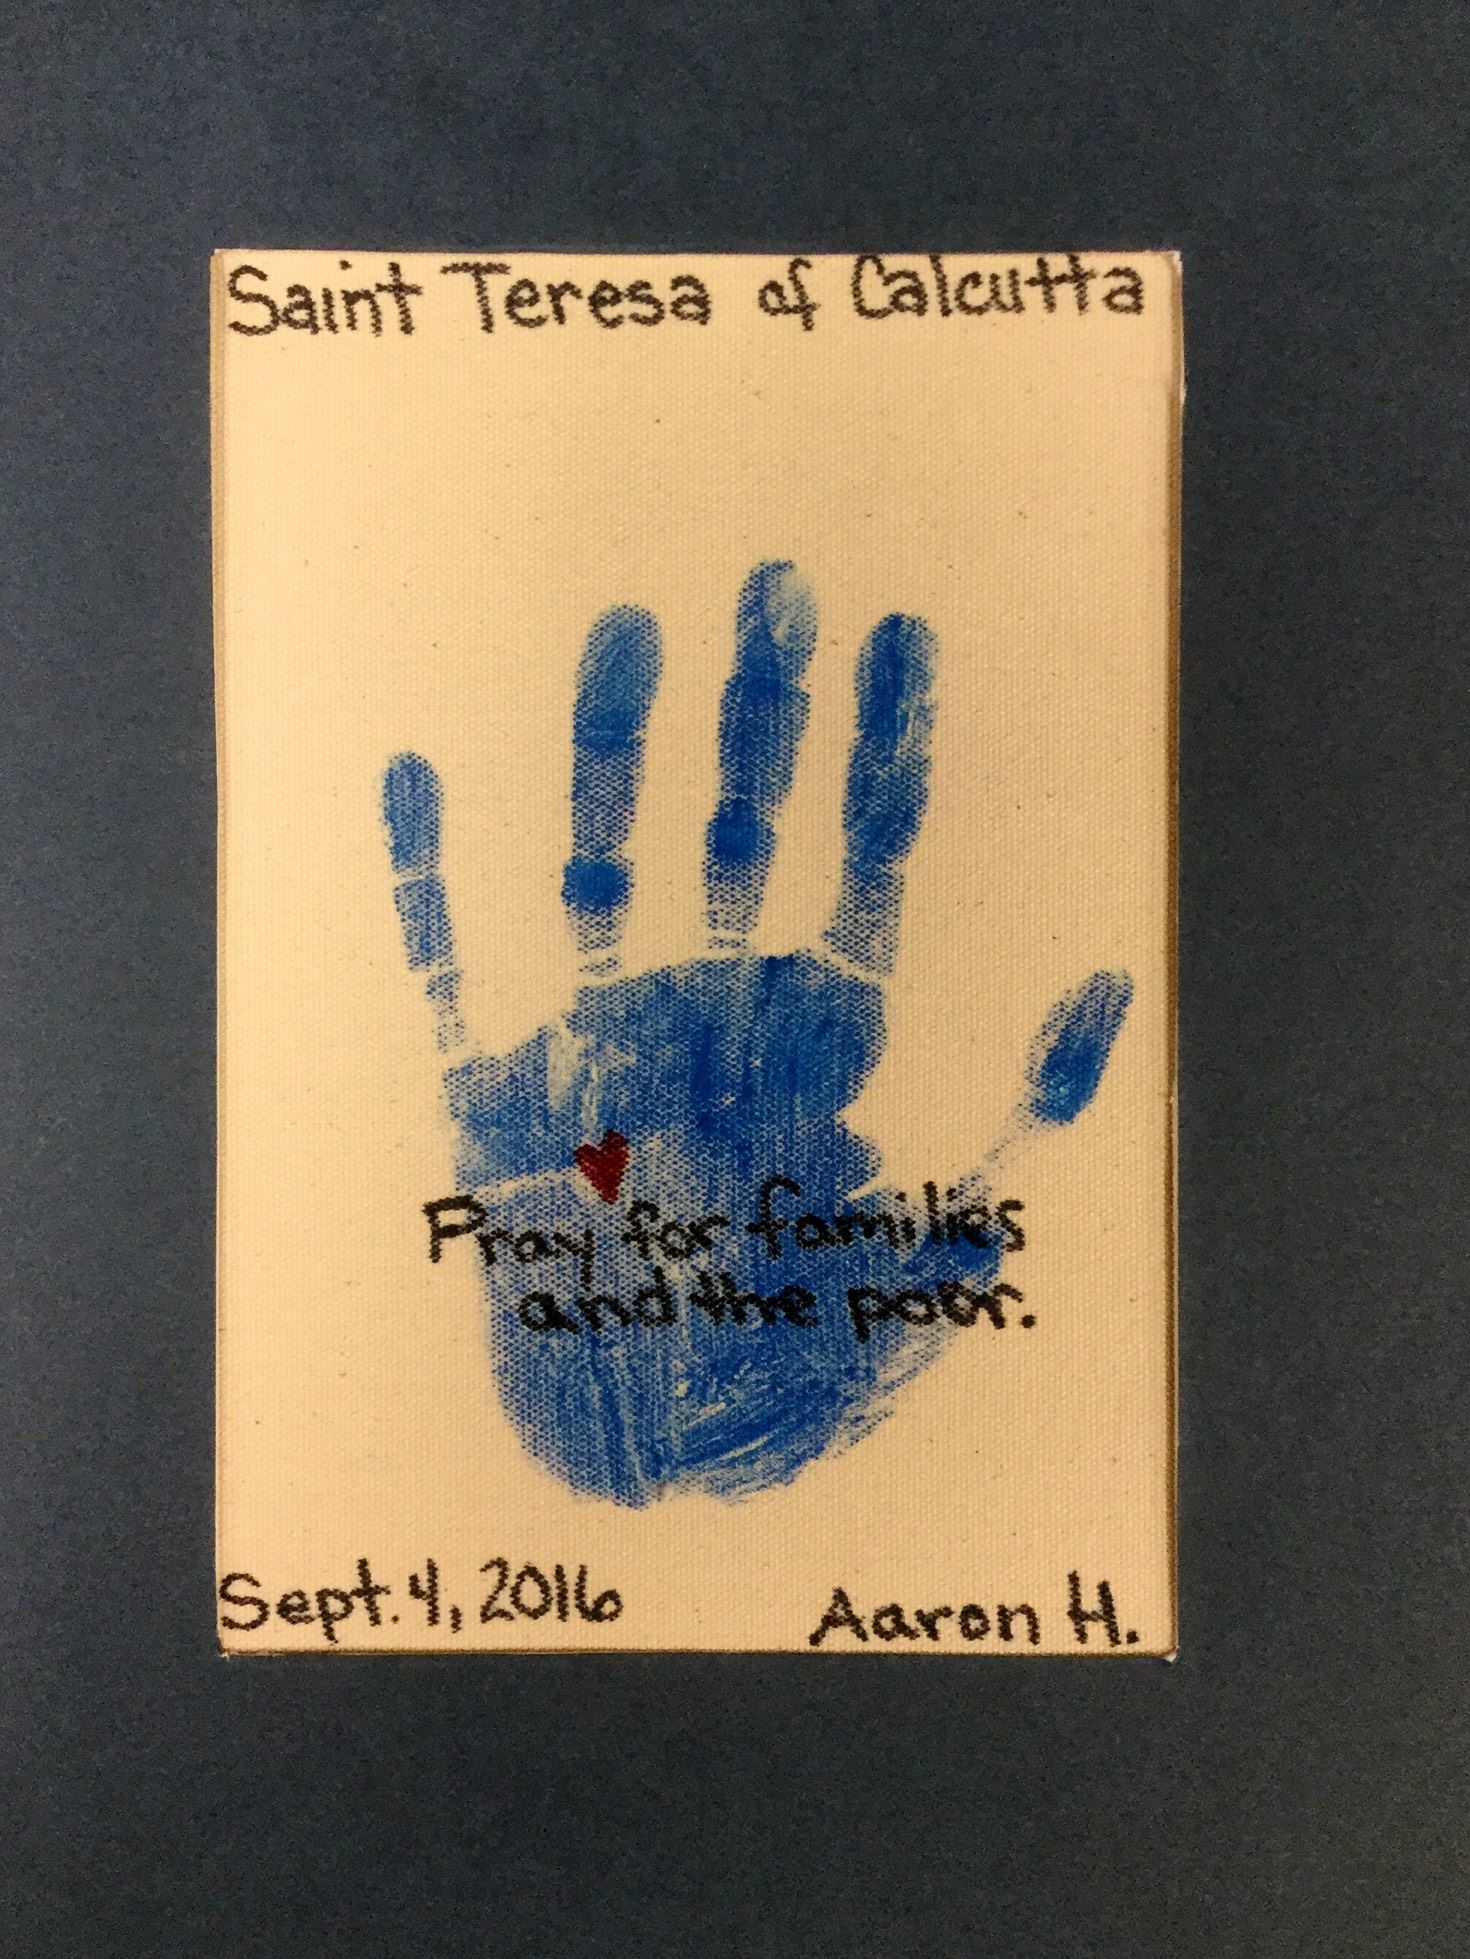 Saint Teresa of Calcutta
Pray for families
and the poor.
Sept. 4, 2016
Aaron H.